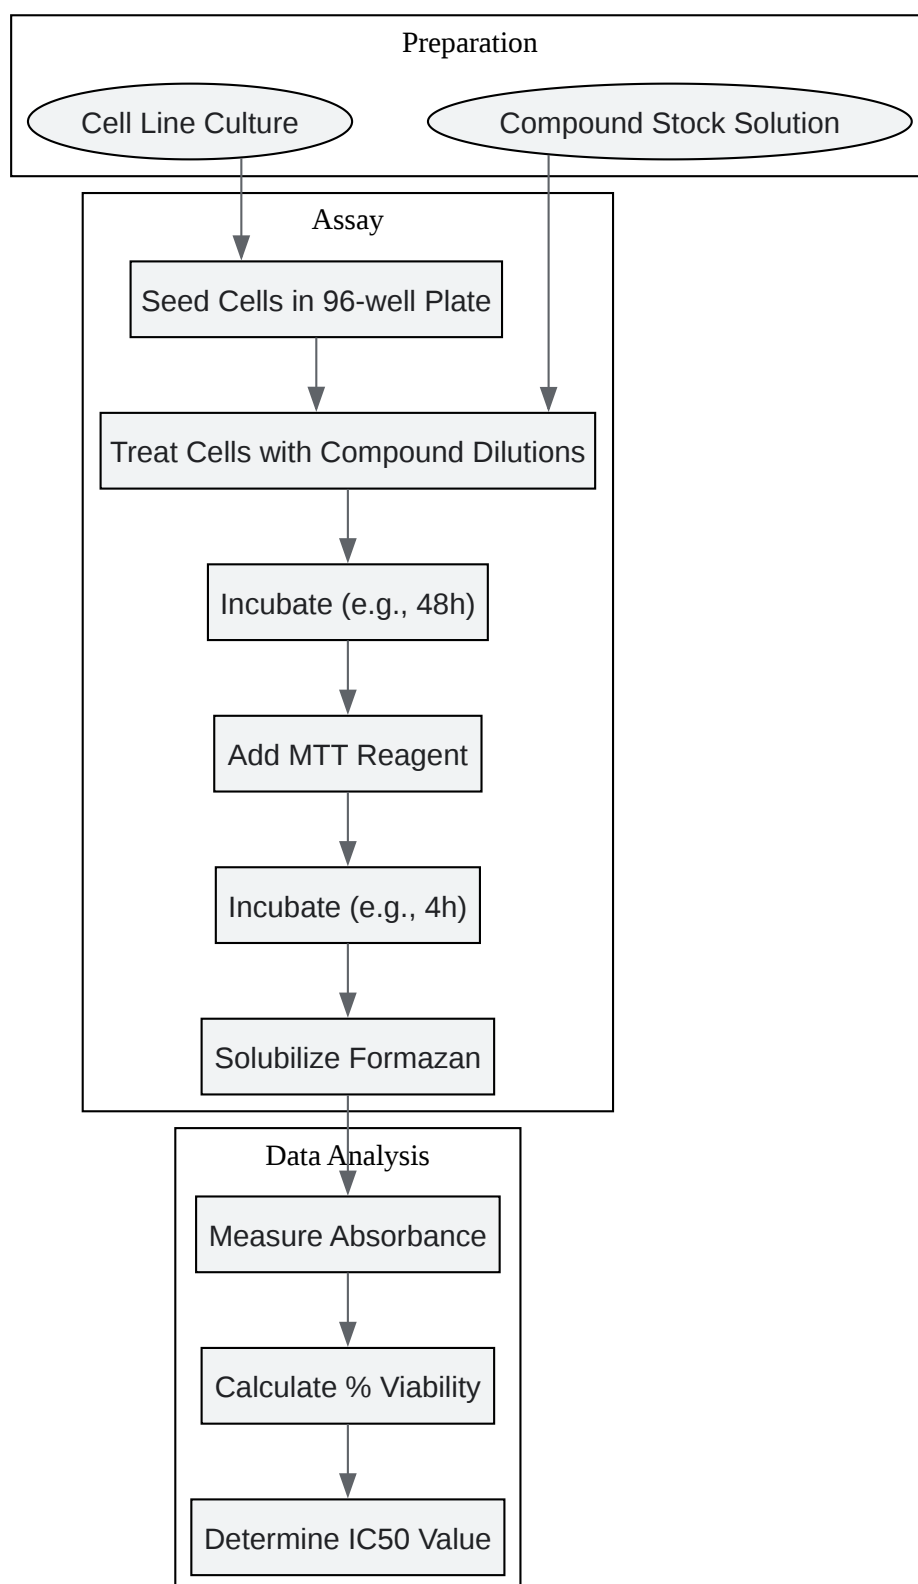 Preparation
Cell Line Culture
Compound Stock Solution
Assay
Seed Cells in 96-well Plate
Treat Cells with Compound Dilutions
Incubate (e.g., 48h)
Add MTT Reagent
Incubate (e.g., 4h)
Solubilize Formazan
Data Analysis
Measure Absorbance
Calculate % Viability
Determine IC50 Value